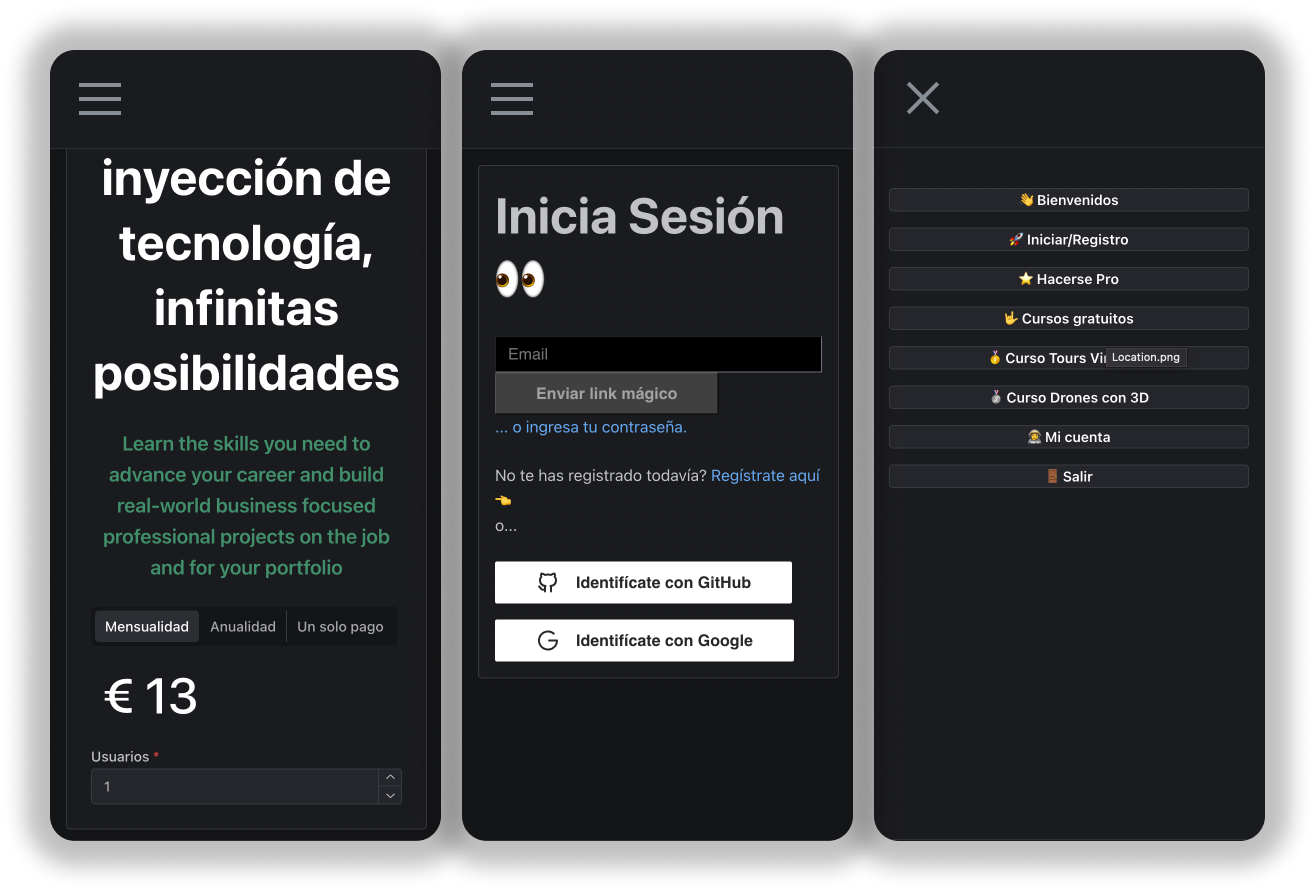 inyección de
tecnología,
infinitas
posibilidades
Learn the skills you need to
advance your career and build
real-world business focused
professional projects on the job
and for your portfolio
Mensualidad Anualidad Un solo pago
€ 13
Usuarios *
1
Inicia Sesión
👀
Email
Enviar link mágico
... o ingresa tu contraseña.
No te has registrado todavía? Regístrate aquí
👈
o...
Identifícate con GitHub
Identifícate con Google
👋 Bienvenidos
🚀 Iniciar/Registro
⭐ Hacerse Pro
🤟 Cursos gratuitos
🥇 Curso Tours Vi
Location.png
🥈 Curso Drones con 3D
👩‍🚀 Mi cuenta
🚪 Salir